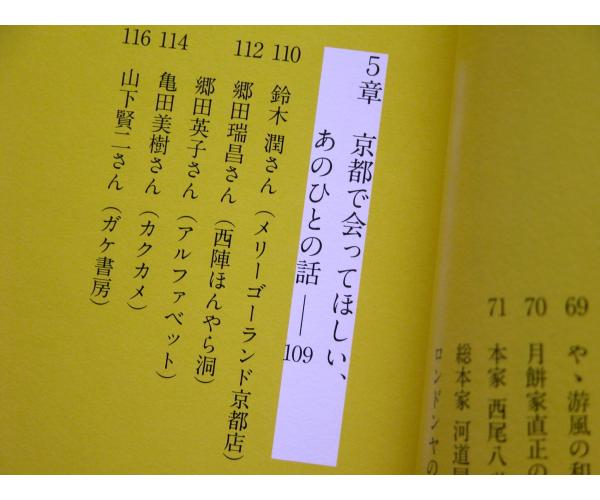 69 やゝ游風の和
70 月餅家直正の
71 本家 西尾八
総本家 河道
ロンドンヤの
5章 京都で会ってほしい、
あのひとの話 ── 109
110 鈴木 潤さん（メリーゴーランド京都店）
112 郷田瑞昌さん（西陣ほんやら洞）
郷田英子さん（アルファベット）
114 亀田美樹さん（カクカメ）
116 山下賢二さん（ガケ書房）